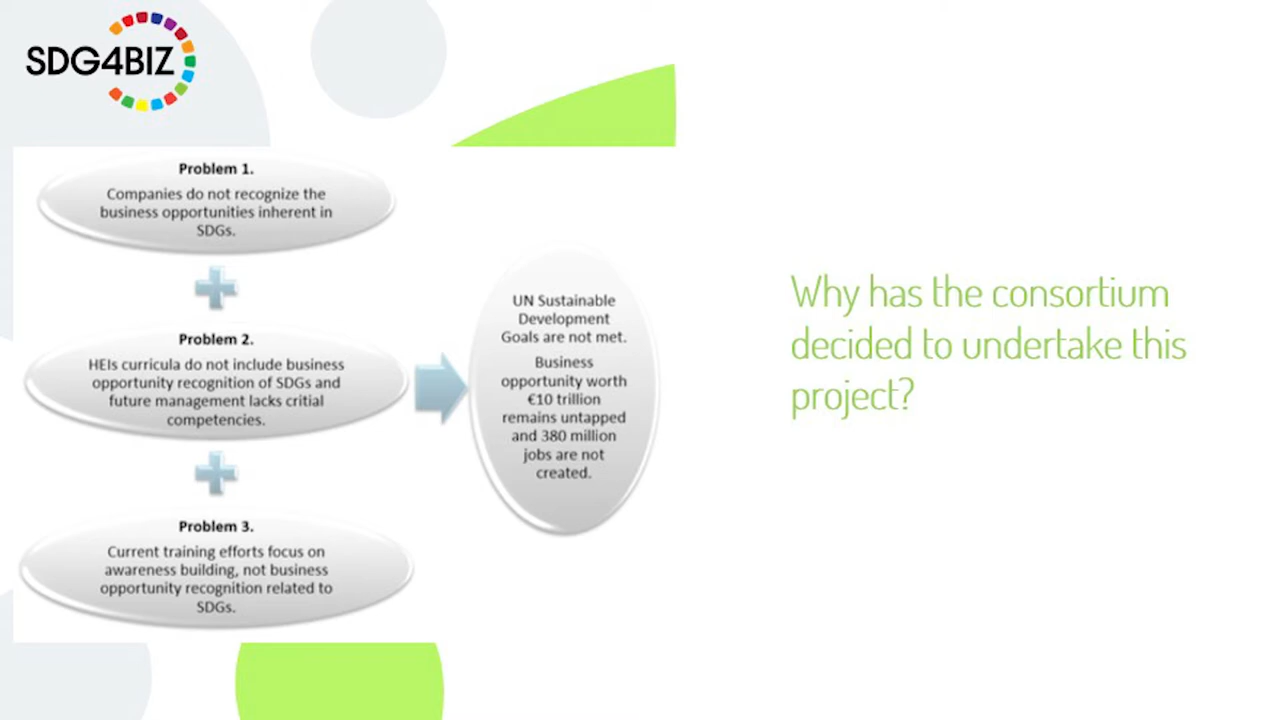 SDG4BIZ
Problem 1.
Companies do not recognize the
business opportunities inherent in
SDGs.
Problem 2.
HEIs curricula do not include business
opportunity recognition of SDGs and
future management lacks critial
competencies.
Problem 3.
Current training efforts focus on
awareness building, not business
opportunity recognition related to
SDGs.
UN Sustainable
Development
Goals are not met.
Business
opportunity worth
€10 trillion
remains untapped
and 380 million
jobs are not
created.
Why has the consortium
decided to undertake this
project?